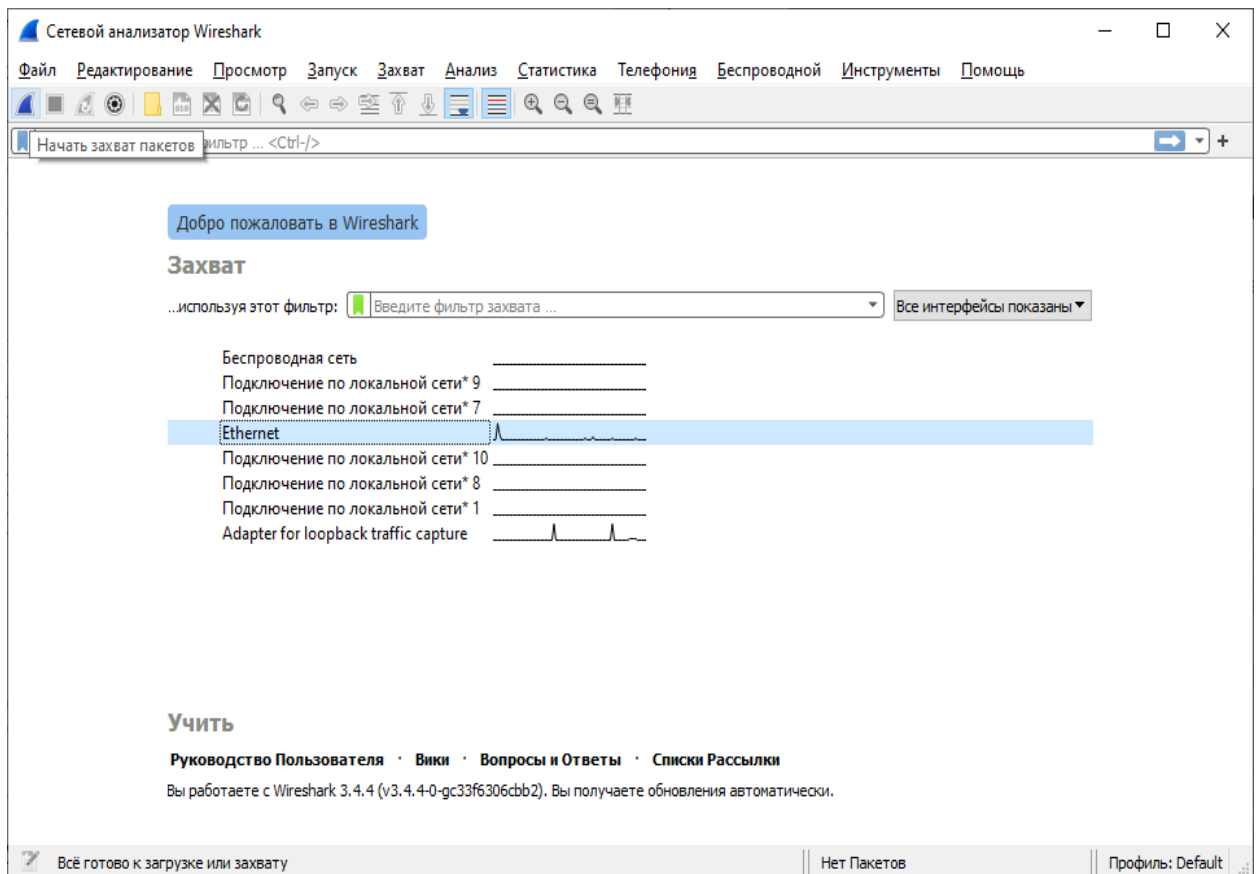 Сетевой анализатор Wireshark
Файл Редактирование Просмотр Запуск Захват Анализ Статистика Телефония Беспроводной Инструменты Помощь
Начать захват пакетов
... <Ctrl-/>
Добро пожаловать в Wireshark
Захват
...используя этот фильтр: Введите фильтр захвата ... Все интерфейсы показаны
Беспроводная сеть
Подключение по локальной сети* 9
Подключение по локальной сети* 7
Ethernet
Подключение по локальной сети* 10
Подключение по локальной сети* 8
Подключение по локальной сети* 1
Adapter for loopback traffic capture
Учить
Руководство Пользователя · Вики · Вопросы и Ответы · Списки Рассылки
Вы работаете с Wireshark 3.4.4 (v3.4.4-0-gc33f6306cbb2). Вы получаете обновления автоматически.
Всё готово к загрузке или захвату Нет Пакетов Профиль: Default